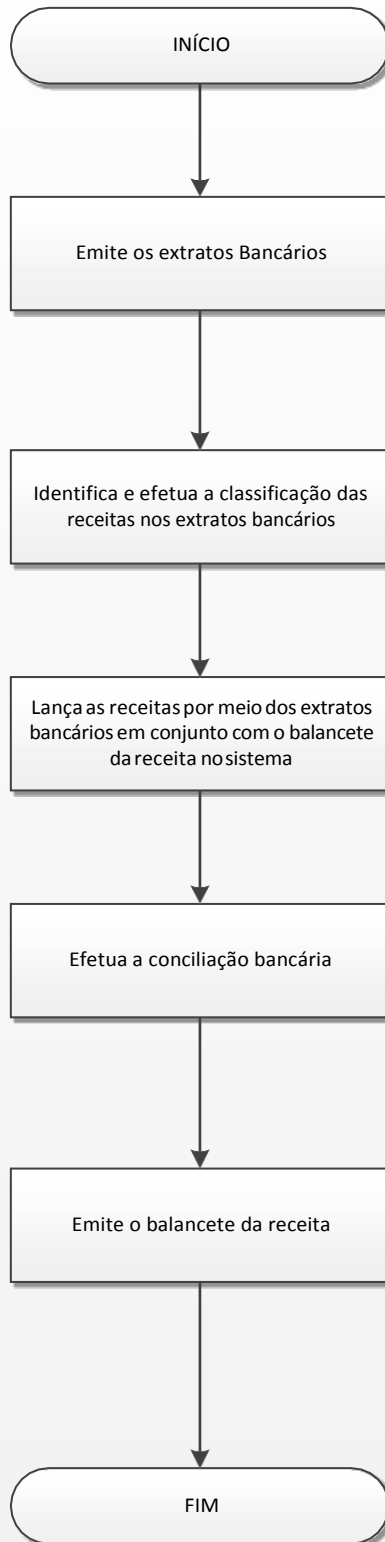 INÍCIO
Emite os extratos Bancários
Identifica e efetua a classificação das
receitas nos extratos bancários
Lança as receitas por meio dos extratos
bancários em conjunto com o balancete
da receita no sistema
Efetua a conciliação bancária
Emite o balancete da receita
FIM